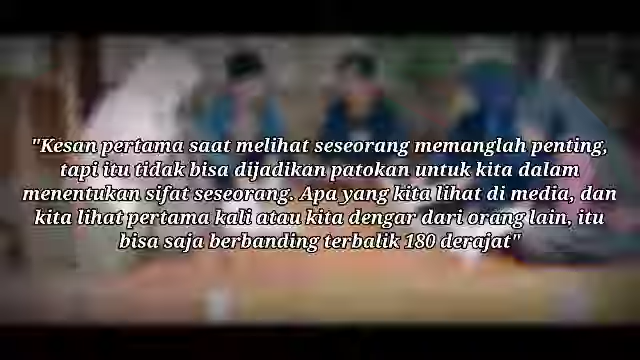 "Kesan pertama saat melihat seseorang memanglah penting,
tapi itu tidak bisa dijadikan patokan untuk kita dalam
menentukan sifat seseorang. Apa yang kita lihat di media, dan
kita lihat pertama kali atau kita dengar dari orang lain, itu
bisa saja berbanding terbalik 180 derajat"